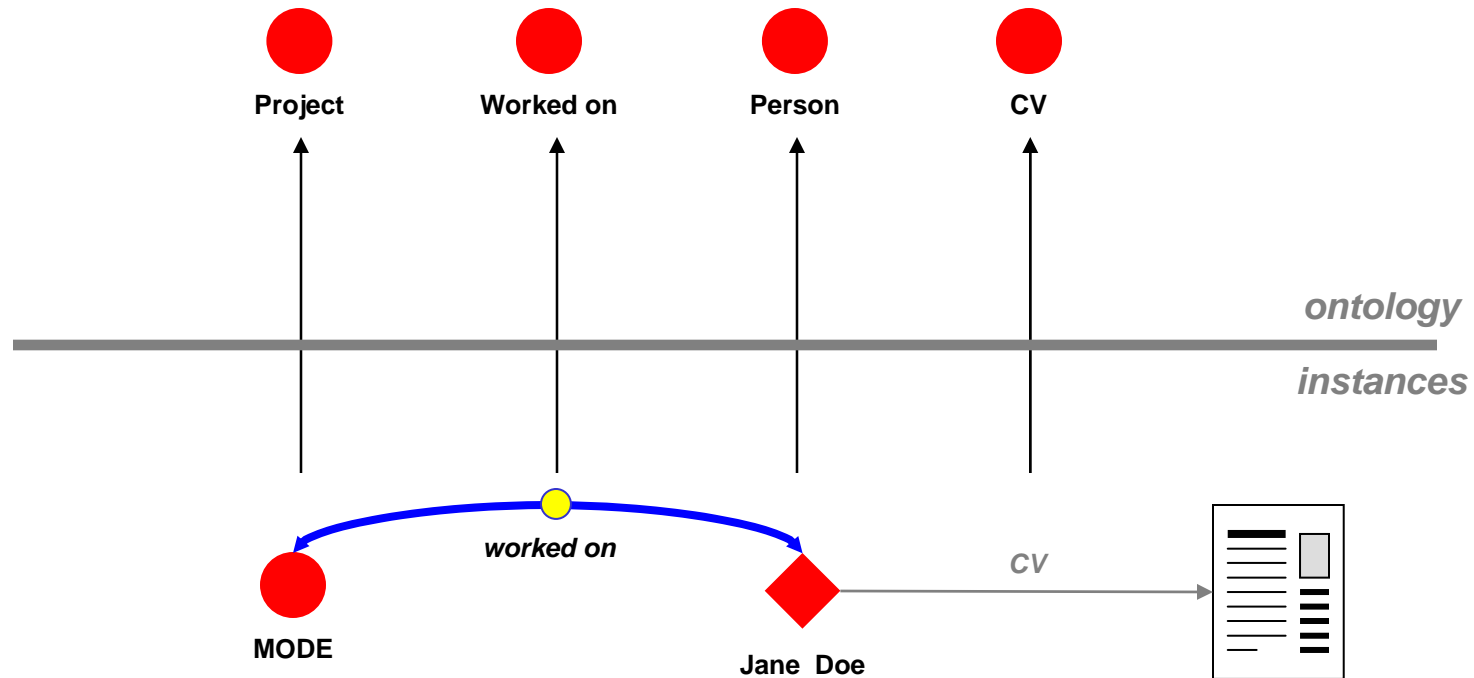 Project
Worked on
Person
CV
ontology
instances
worked on
CV
MODE
Jane Doe